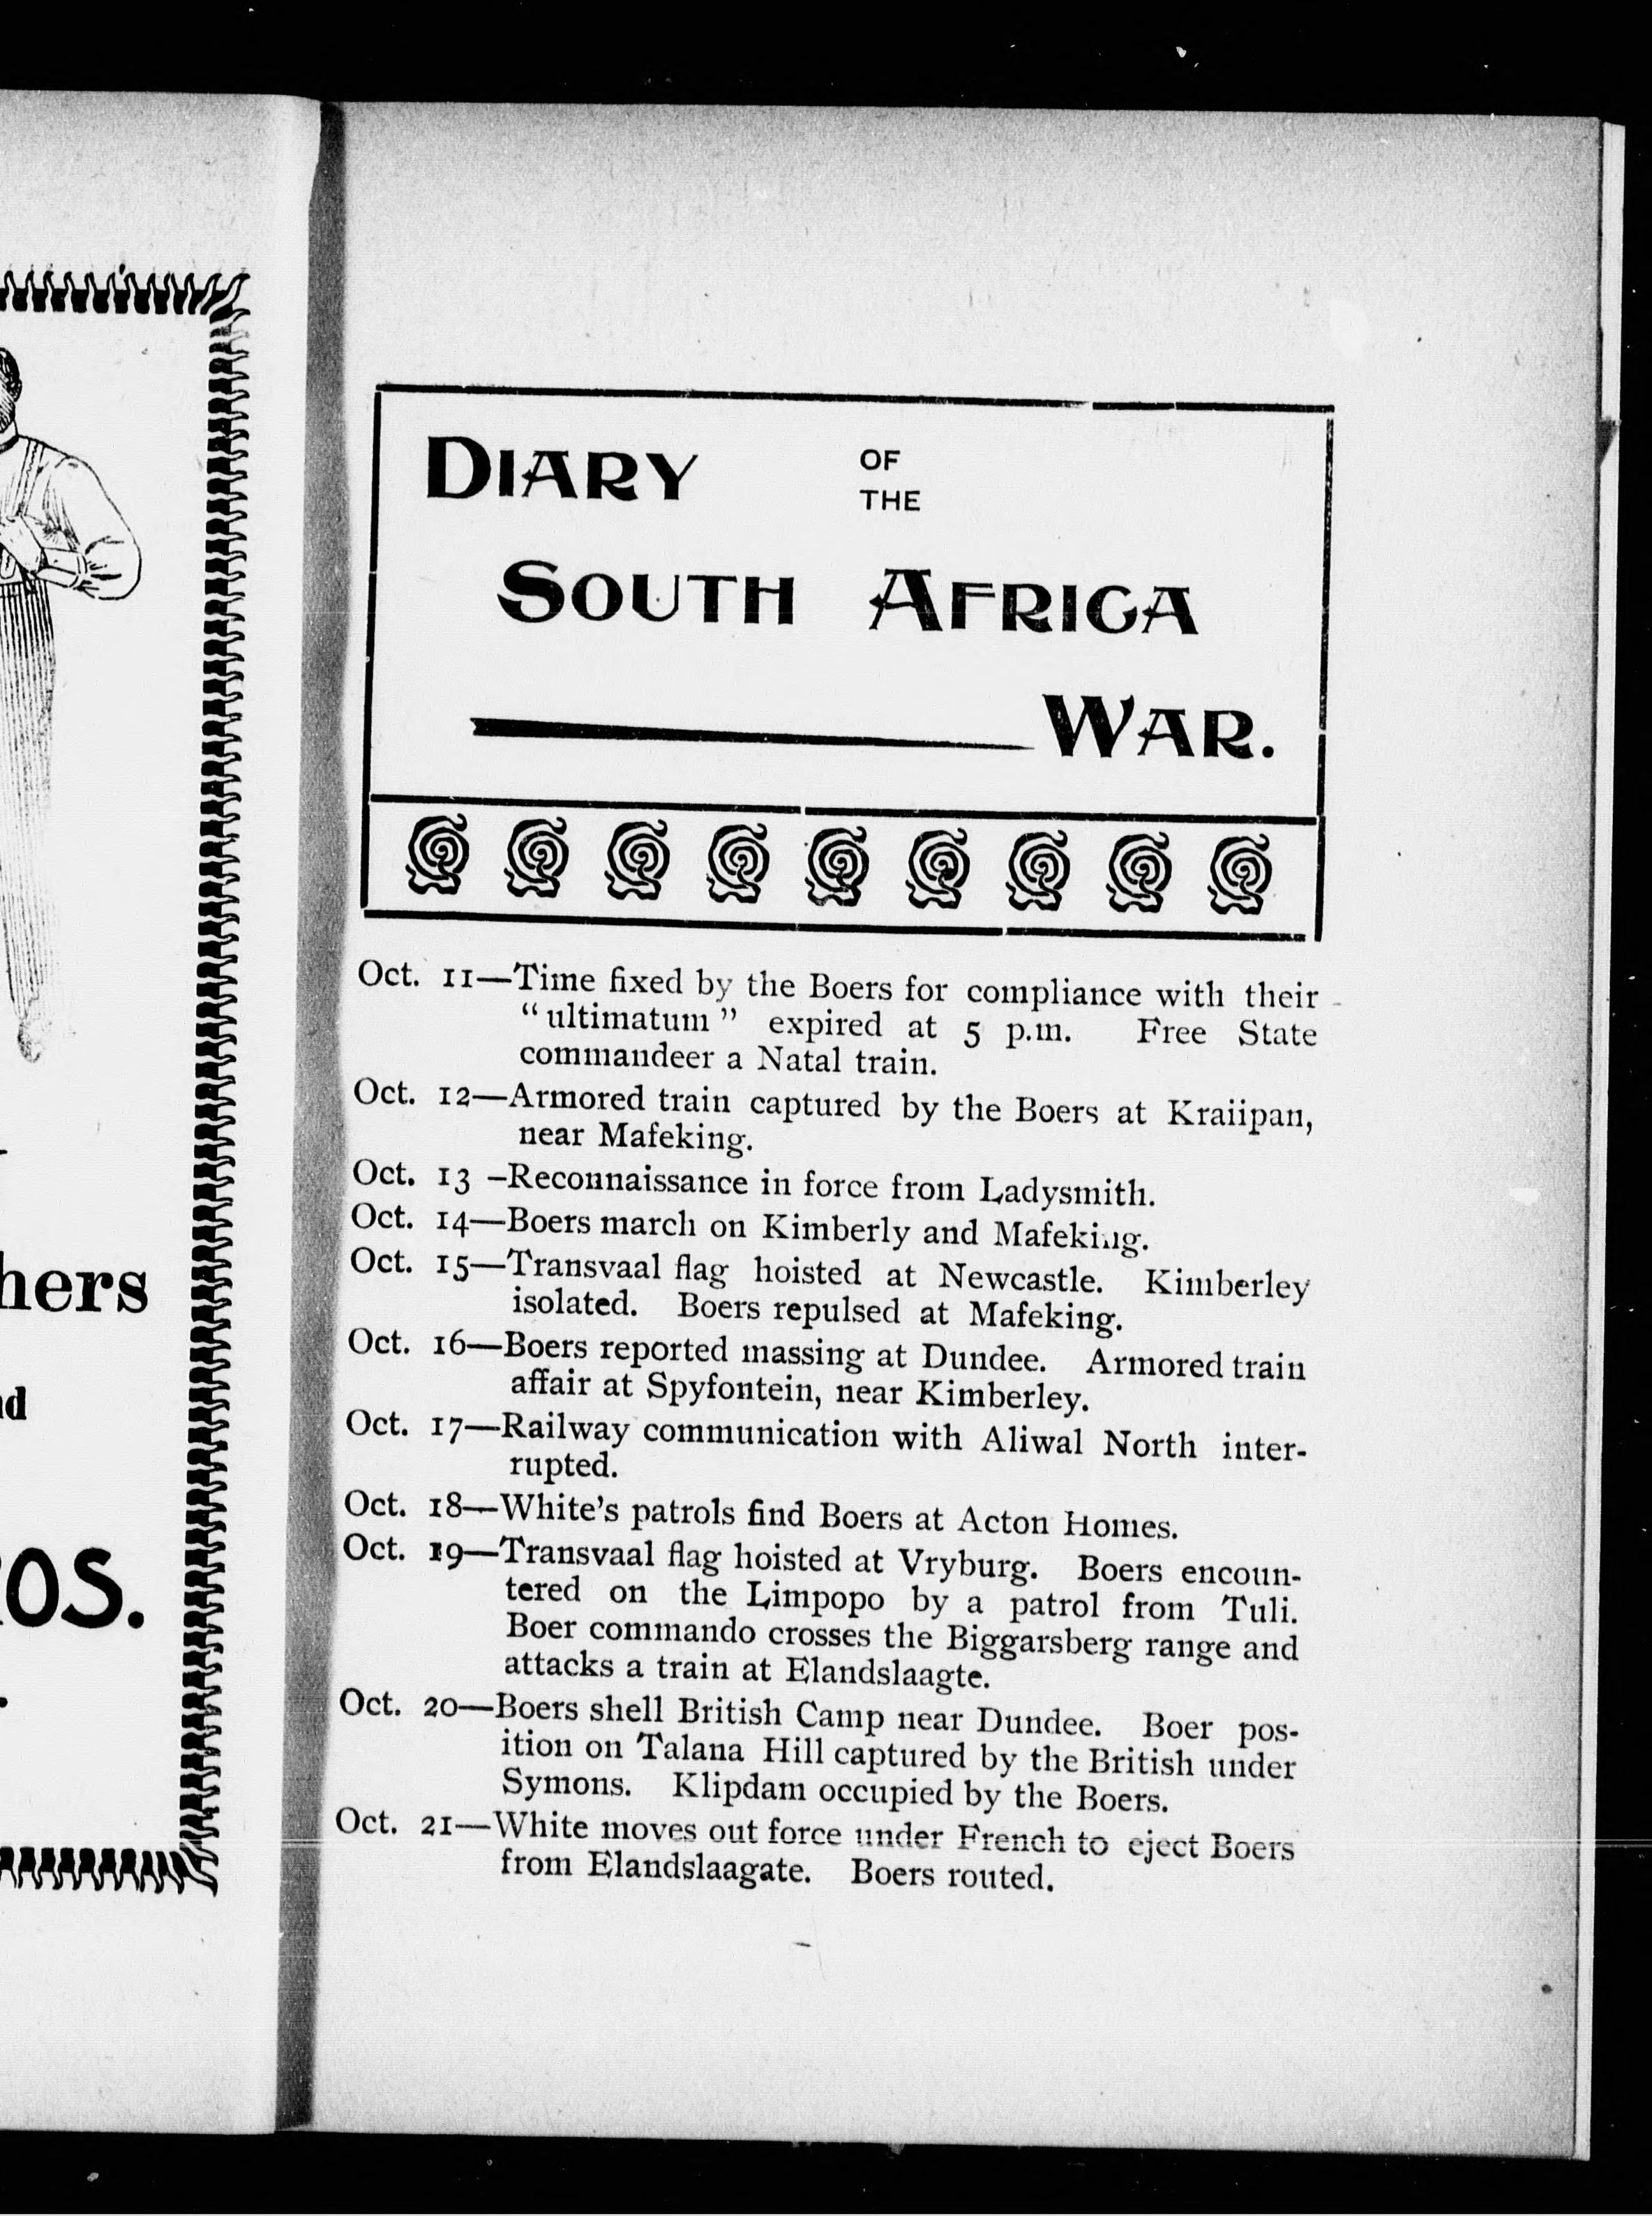 DIARY OF THE
SOUTH AFRICA
WAR.
Oct. 11—Time fixed by the Boers for compliance with their
"ultimatum" expired at 5 p.m. Free State
commandeer a Natal train.
Oct. 12—Armored train captured by the Boers at Kraiipan,
near Mafeking.
Oct. 13 –Reconnaissance in force from Ladysmith.
Oct. 14—Boers march on Kimberly and Mafeking.
Oct. 15—Transvaal flag hoisted at Newcastle. Kimberley
isolated. Boers repulsed at Mafeking.
Oct. 16—Boers reported massing at Dundee. Armored train
affair at Spyfontein, near Kimberley.
Oct. 17—Railway communication with Aliwal North inter-
rupted.
Oct. 18—White's patrols find Boers at Acton Homes.
Oct. 19—Transvaal flag hoisted at Vryburg. Boers encoun-
tered on the Limpopo by a patrol from Tuli.
Boer commando crosses the Biggarsberg range and
attacks a train at Elandslaagte.
Oct. 20—Boers shell British Camp near Dundee. Boer pos-
ition on Talana Hill captured by the British under
Symons. Klipdam occupied by the Boers.
Oct. 21—White moves out force under French to eject Boers
from Elandslaagate. Boers routed.